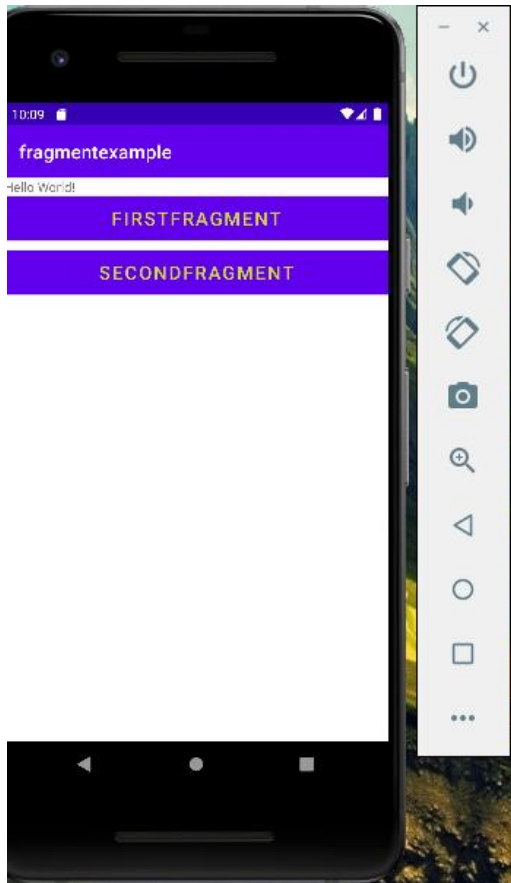 10:09
fragmentexample
Hello World!
FIRSTFRAGMENT
SECONDFRAGMENT